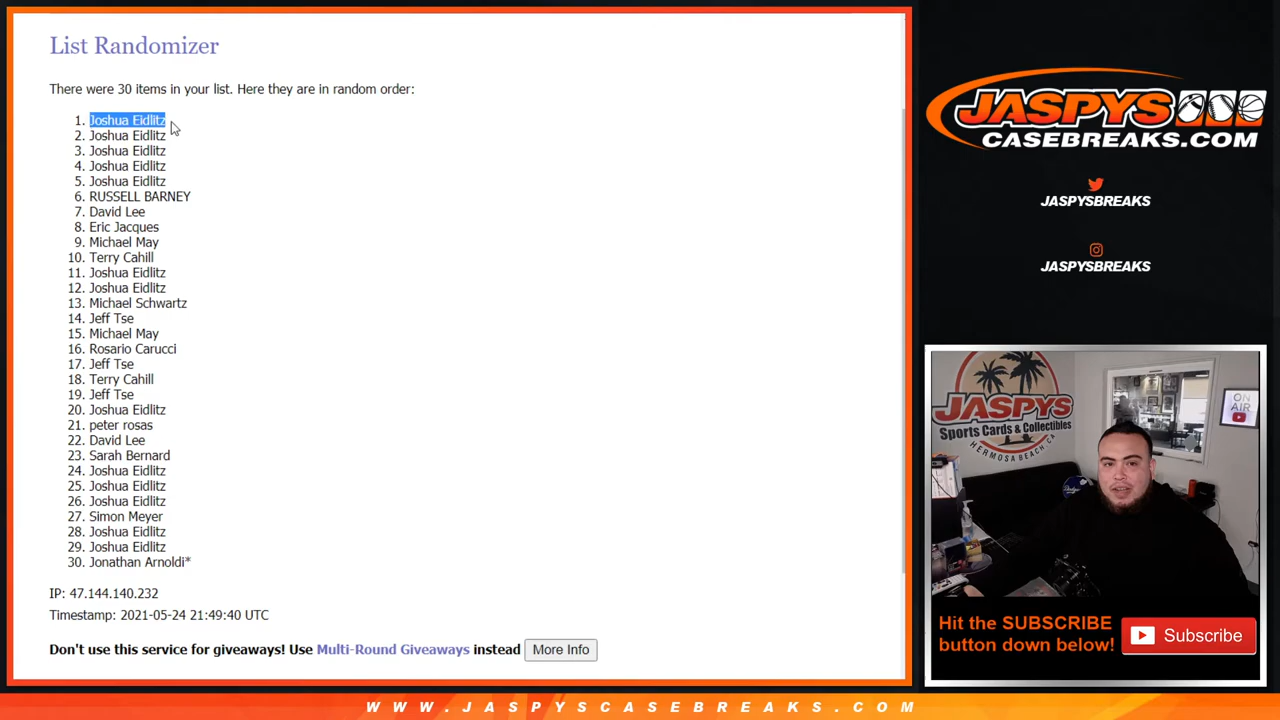 List Randomizer
There were 30 items in your list. Here they are in random order:
1. Joshua Eidlitz
2. Joshua Eidlitz
3. Joshua Eidlitz
4. Joshua Eidlitz
5. Joshua Eidlitz
6. RUSSELL BARNEY
7. David Lee
8. Eric Jacques
9. Michael May
10. Terry Cahill
11. Joshua Eidlitz
12. Joshua Eidlitz
13. Michael Schwartz
14. Jeff Tse
15. Michael May
16. Rosario Carucci
17. Jeff Tse
18. Terry Cahill
19. Jeff Tse
20. Joshua Eidlitz
21. peter rosas
22. David Lee
23. Sarah Bernard
24. Joshua Eidlitz
25. Joshua Eidlitz
26. Joshua Eidlitz
27. Simon Meyer
28. Joshua Eidlitz
29. Joshua Eidlitz
30. Jonathan Arnoldi*
IP: 47.144.140.232
Timestamp: 2021-05-24 21:49:40 UTC
Don't use this service for giveaways! Use Multi-Round Giveaways instead More Info
JASPYS
CASEBREAKS.COM
JASPYSBREAKS
JASPYSBREAKS
JASPYS
Sports Cards & Collectibles
HERMOSA BEACH, CA
ON
AIR
Dodgers
Hit the SUBSCRIBE
button down below!
Subscribe
WWW.JASPYSCASEBREAKS.COM